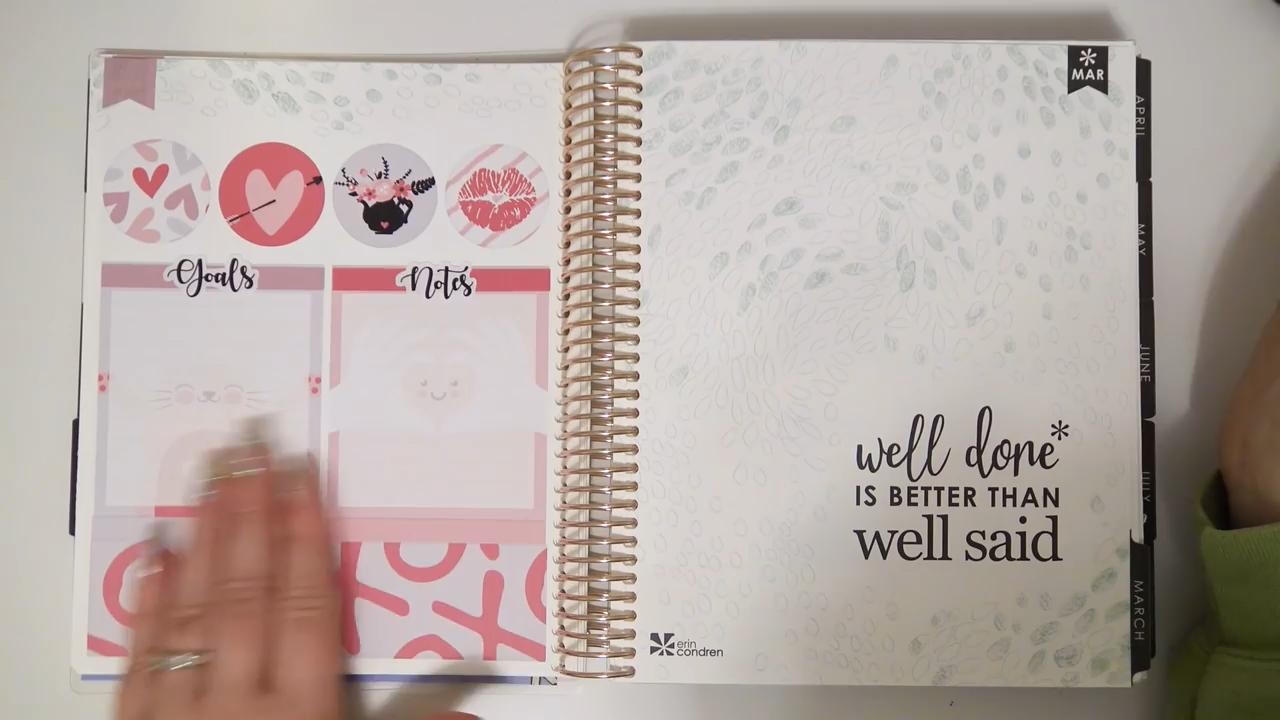 Goals
Notes
MAR
well done*
IS BETTER THAN
well said
erin
condren
APRIL
MAY
JUNE
JULY
MARCH